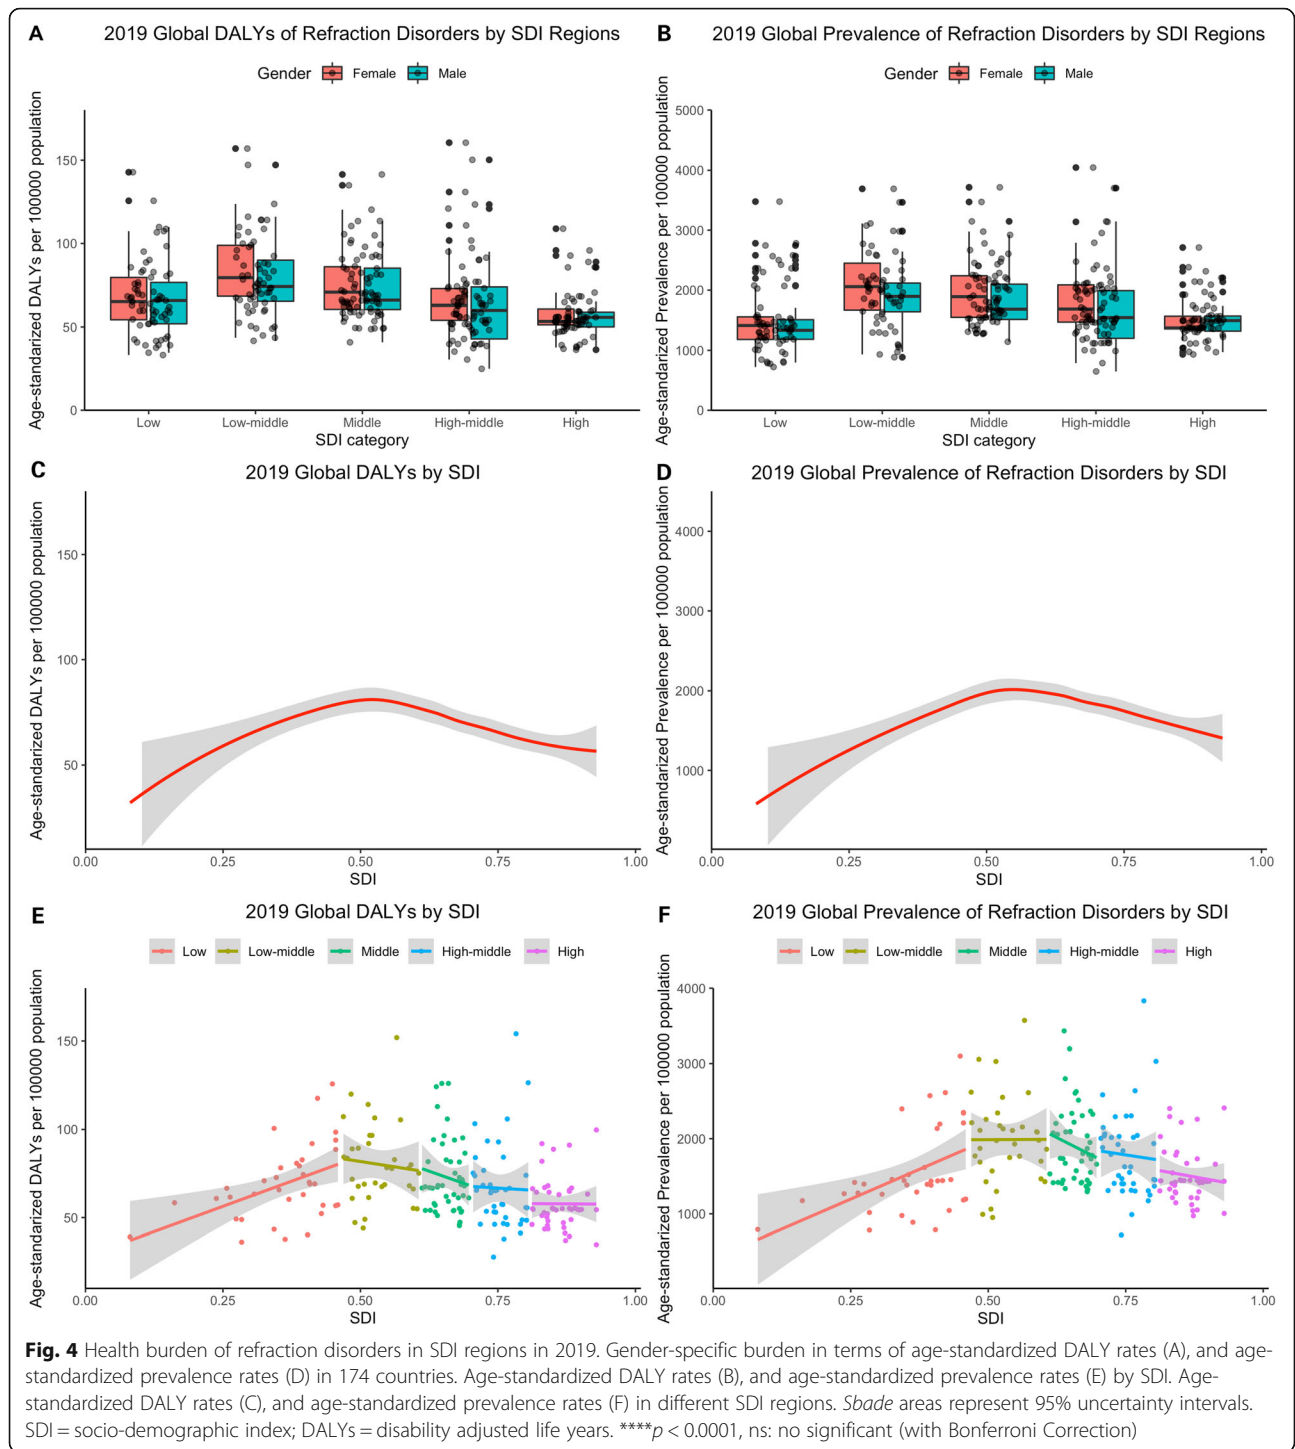 A 2019 Global DALYs of Refraction Disorders by SDI Regions
Gender Female Male
Age-standarized DALYs per 100000 population
150
100
50
0
Low Low-middle Middle High-middle High
SDI category
B 2019 Global Prevalence of Refraction Disorders by SDI Regions
Gender Female Male
Age-standarized Prevalence per 100000 population
5000
4000
3000
2000
1000
0
Low Low-middle Middle High-middle High
SDI category
C 2019 Global DALYs by SDI
Age-standarized DALYs per 100000 population
150
100
50
0.00 0.25 0.50 0.75 1.00
SDI
D 2019 Global Prevalence of Refraction Disorders by SDI
Age-standarized Prevalence per 100000 population
4000
3000
2000
1000
0.00 0.25 0.50 0.75 1.00
SDI
E 2019 Global DALYs by SDI
Low Low-middle Middle High-middle High
Age-standarized DALYs per 100000 population
150
100
50
0.00 0.25 0.50 0.75 1.00
SDI
F 2019 Global Prevalence of Refraction Disorders by SDI
Low Low-middle Middle High-middle High
Age-standarized Prevalence per 100000 population
4000
3000
2000
1000
0.00 0.25 0.50 0.75 1.00
SDI
Fig. 4 Health burden of refraction disorders in SDI regions in 2019. Gender-specific burden in terms of age-standardized DALY rates (A), and age-
standardized prevalence rates (D) in 174 countries. Age-standardized DALY rates (B), and age-standardized prevalence rates (E) by SDI. Age-
standardized DALY rates (C), and age-standardized prevalence rates (F) in different SDI regions. Sbade areas represent 95% uncertainty intervals.
SDI = socio-demographic index; DALYs = disability adjusted life years. ****p < 0.0001, ns: no significant (with Bonferroni Correction)